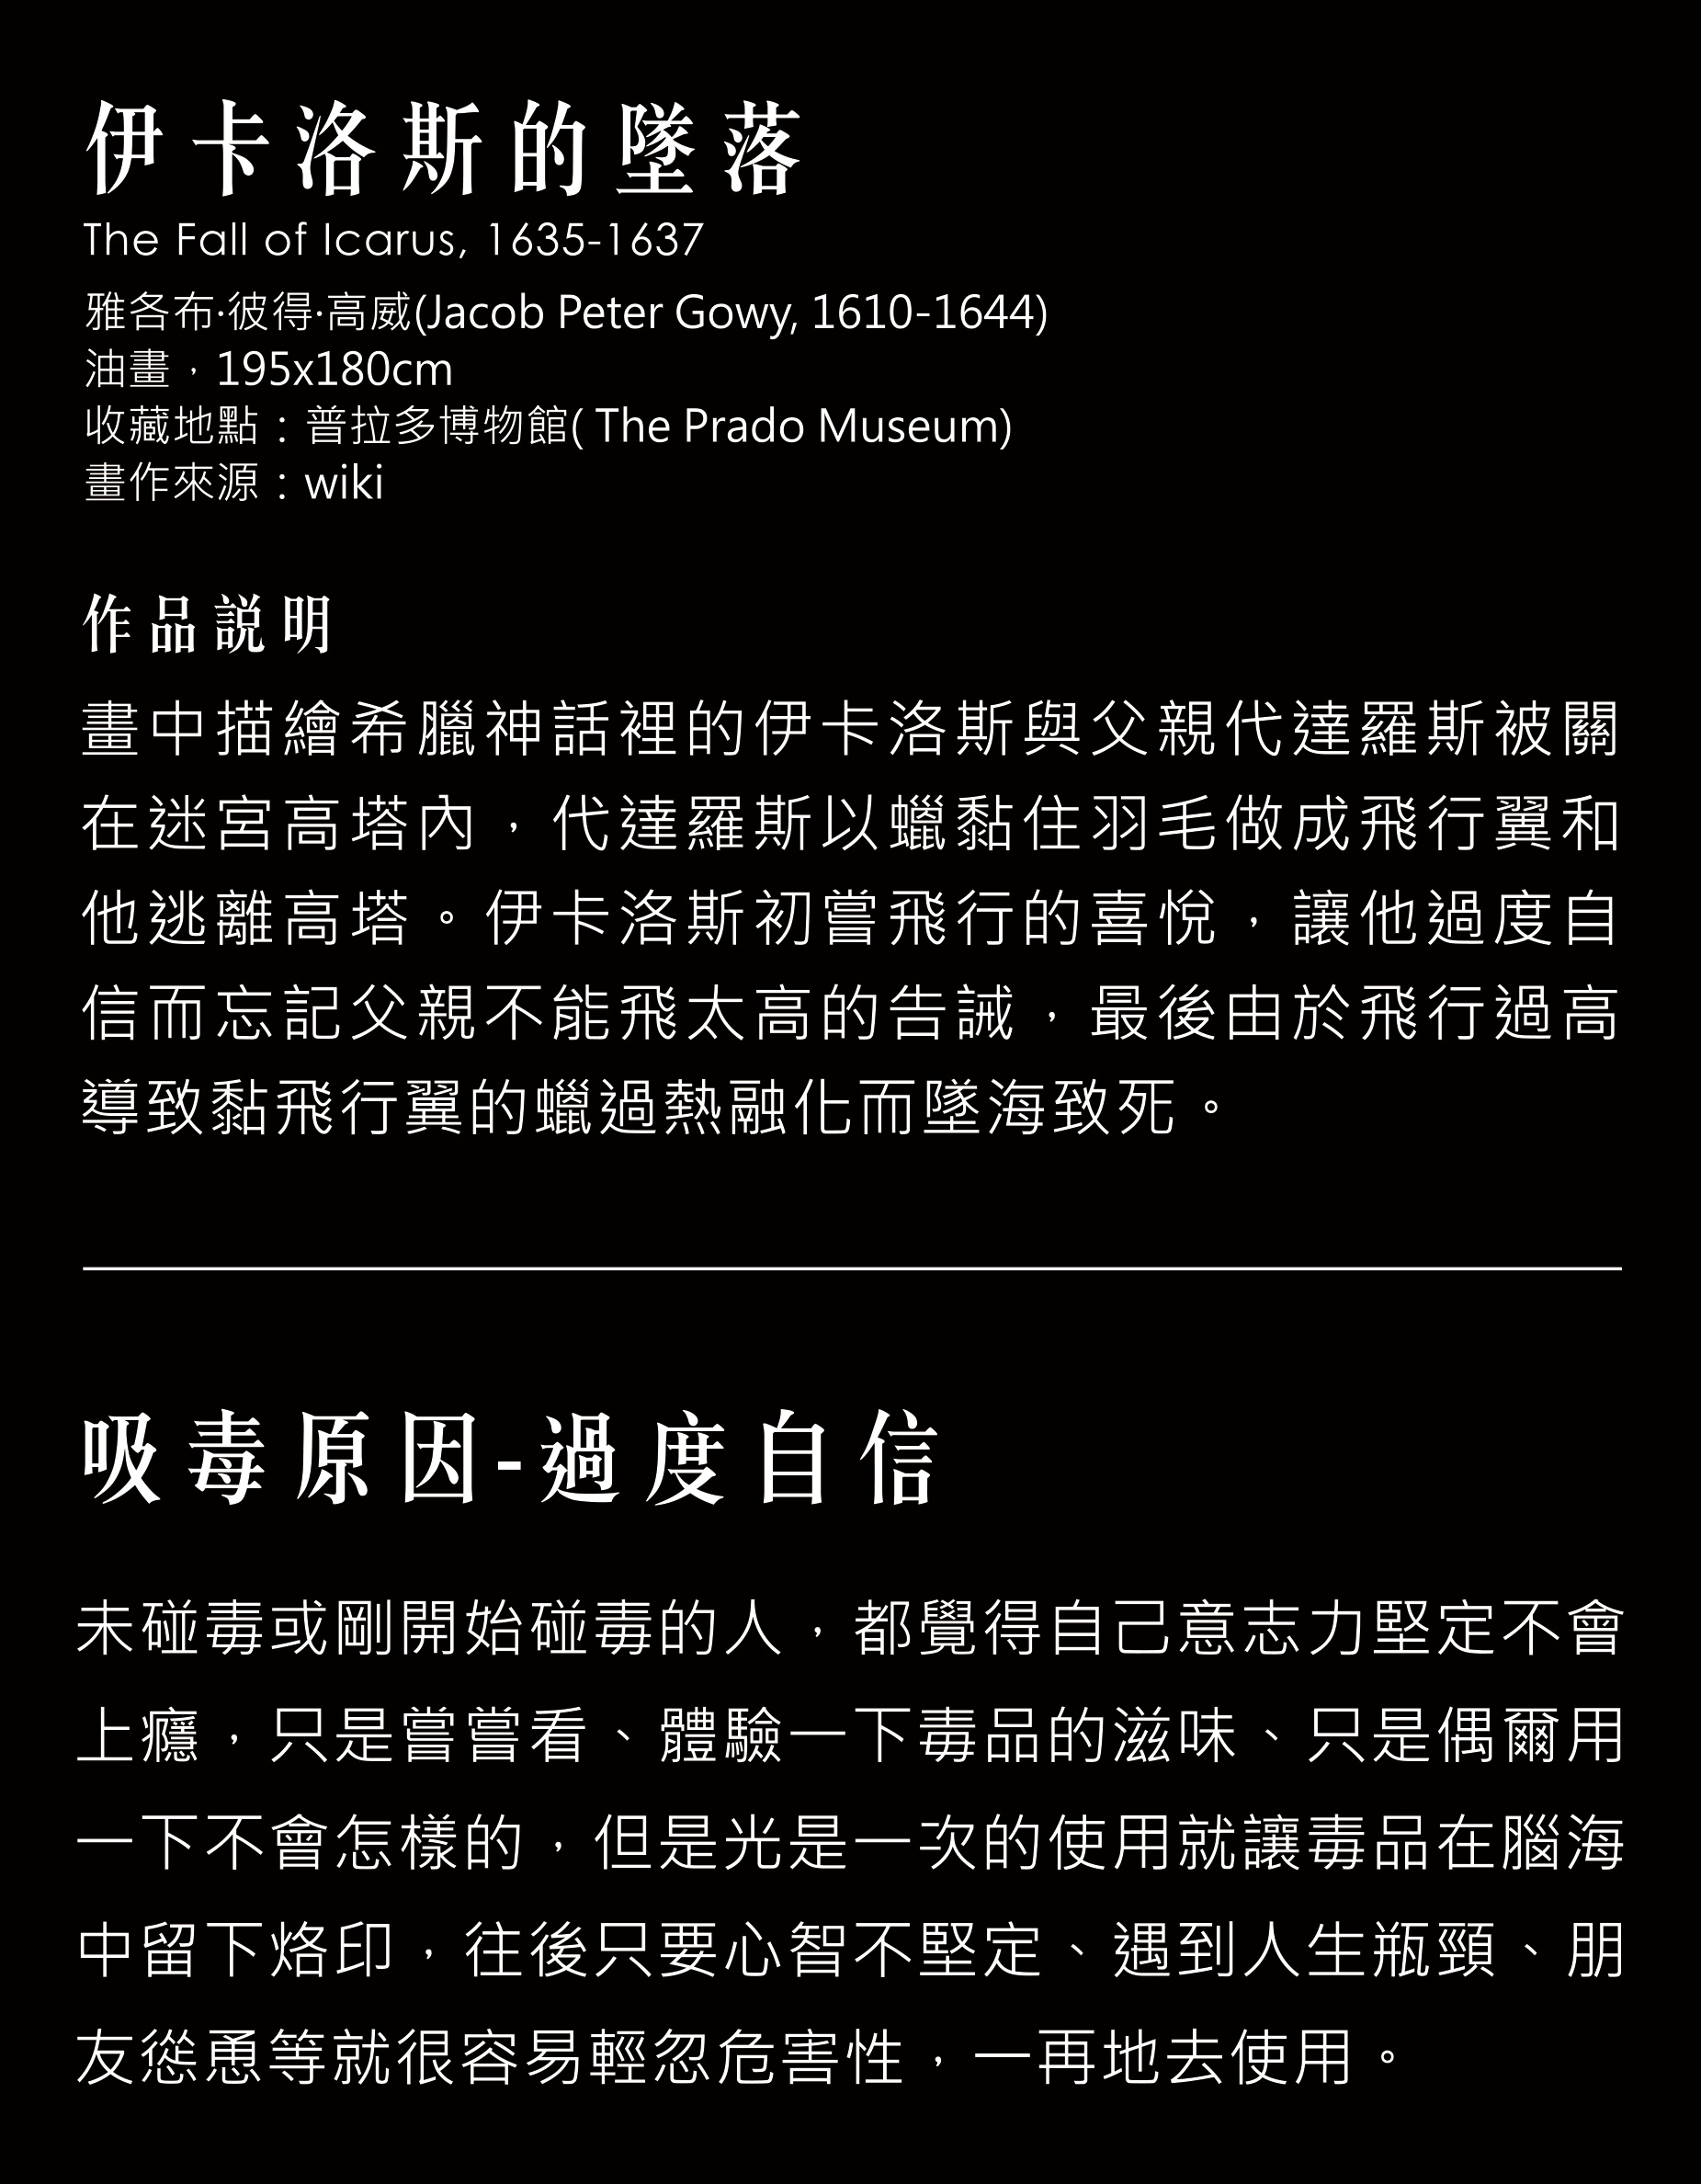 伊卡洛斯的墜落
The Fall of Icarus, 1635-1637
雅各布·彼得·高威(Jacob Peter Gowy, 1610-1644)
油畫，195x180cm
收藏地點：普拉多博物館( The Prado Museum)
畫作來源：wiki
作品説明
畫中描繪希臘神話裡的伊卡洛斯與父親代達羅斯被關
在迷宮高塔內，代達羅斯以蠟黏住羽毛做成飛行翼和
他逃離高塔。伊卡洛斯初嘗飛行的喜悅，讓他過度自
信而忘記父親不能飛太高的告誡，最後由於飛行過高
導致黏飛行翼的蠟過熱融化而墜海致死。
吸毒原因-過度自信
未碰毒或剛開始碰毒的人，都覺得自己意志力堅定不會
上癮，只是嘗嘗看、體驗一下毒品的滋味、只是偶爾用
一下不會怎樣的，但是光是一次的使用就讓毒品在腦海
中留下烙印，往後只要心智不堅定、遇到人生瓶頸、朋
友慫恿等就很容易輕忽危害性，一再地去使用。